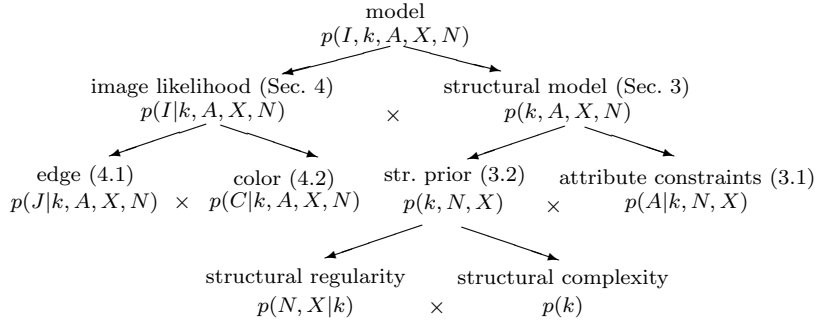 model
p(I, k, A, X, N)
image likelihood (Sec. 4) structural model (Sec. 3)
p(I|k, A, X, N) × p(k, A, X, N)
edge (4.1) color (4.2) str. prior (3.2) attribute constraints (3.1)
p(J|k, A, X, N) × p(C|k, A, X, N) p(k, N, X) × p(A|k, N, X)
structural regularity structural complexity
p(N, X|k) × p(k)